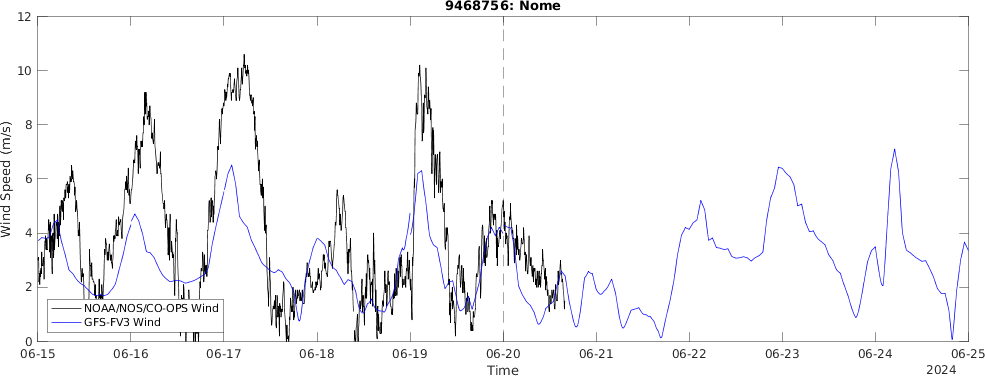 9468756: Nome
12
10
8
6
4
2
0
Wind Speed (m/s)
NOAA/NOS/CO-OPS Wind
GFS-FV3 Wind
06-15 06-16 06-17 06-18 06-19 06-20 06-21 06-22 06-23 06-24 06-25
Time
2024